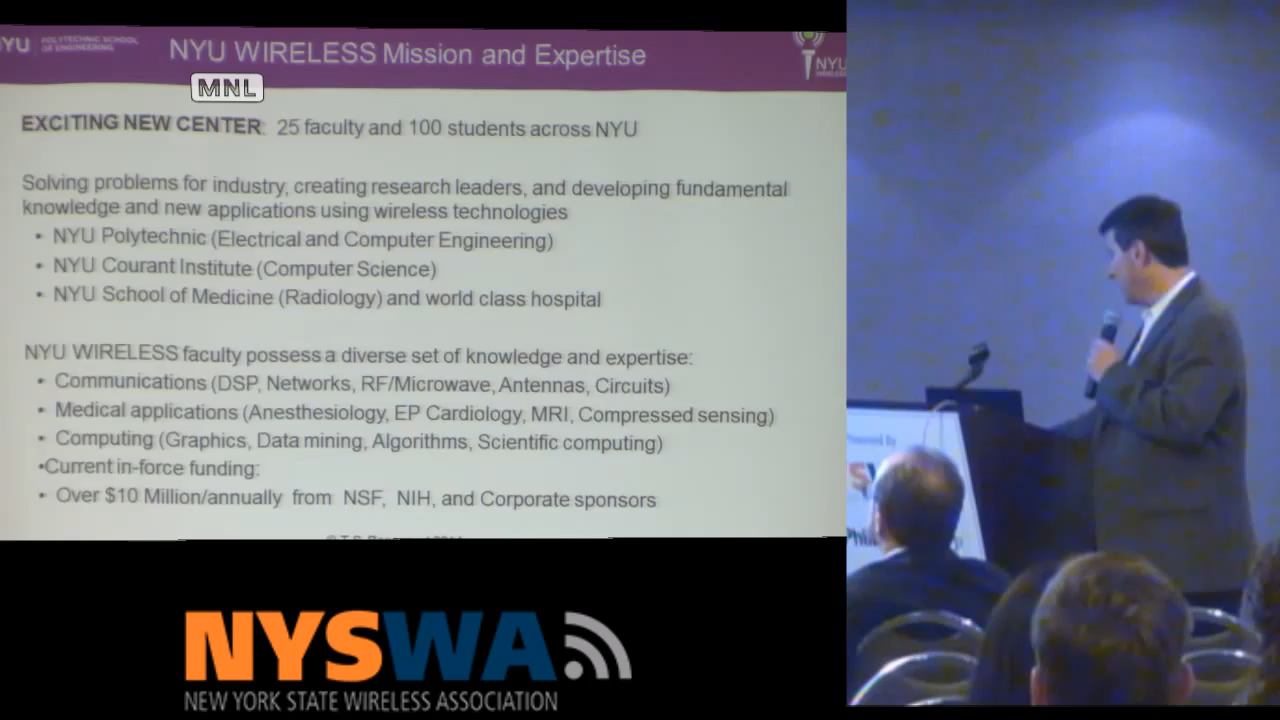 NYU POLYTECHNIC SCHOOL
OF ENGINEERING
NYU WIRELESS Mission and Expertise
NYU
WIRELESS
MNL
EXCITING NEW CENTER: 25 faculty and 100 students across NYU
Solving problems for industry, creating research leaders, and developing fundamental
knowledge and new applications using wireless technologies
• NYU Polytechnic (Electrical and Computer Engineering)
• NYU Courant Institute (Computer Science)
• NYU School of Medicine (Radiology) and world class hospital
NYU WIRELESS faculty possess a diverse set of knowledge and expertise:
• Communications (DSP, Networks, RF/Microwave, Antennas, Circuits)
• Medical applications (Anesthesiology, EP Cardiology, MRI, Compressed sensing)
• Computing (Graphics, Data mining, Algorithms, Scientific computing)
•Current in-force funding:
• Over $10 Million/annually from NSF, NIH, and Corporate sponsors
NYSWA
NEW YORK STATE WIRELESS ASSOCIATION